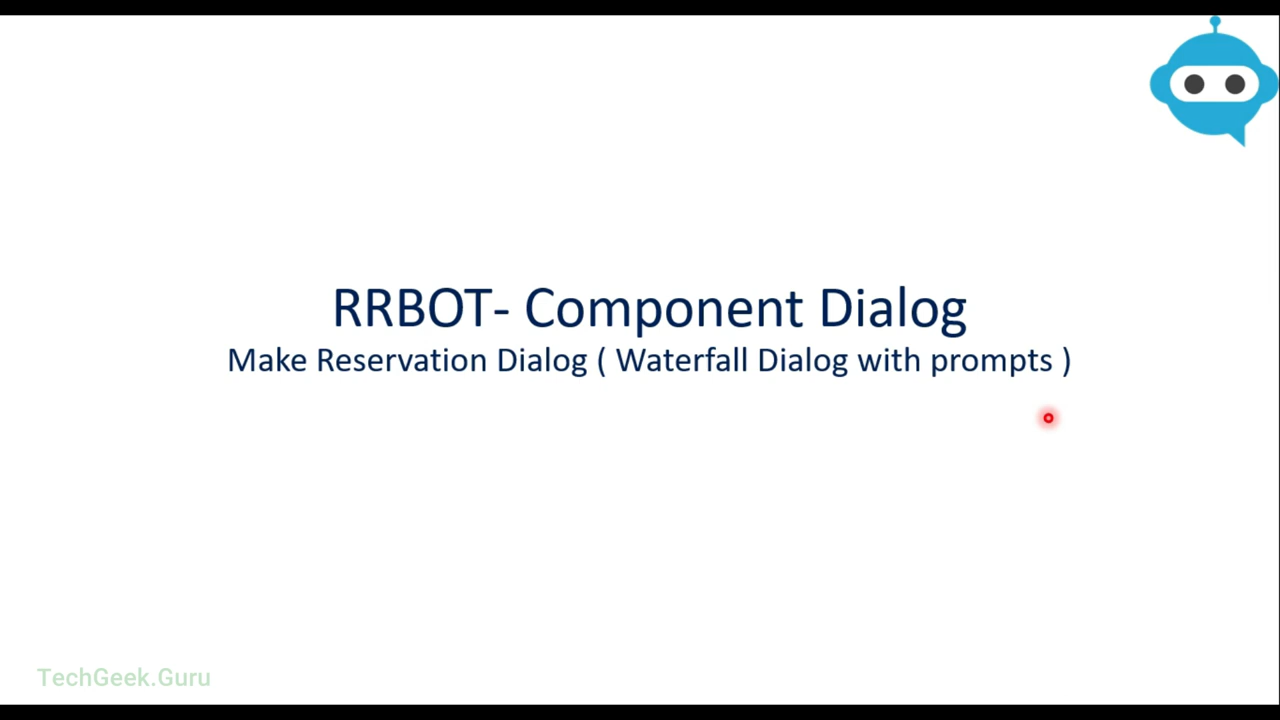 RRBOT- Component Dialog
Make Reservation Dialog ( Waterfall Dialog with prompts )
TechGeek.Guru